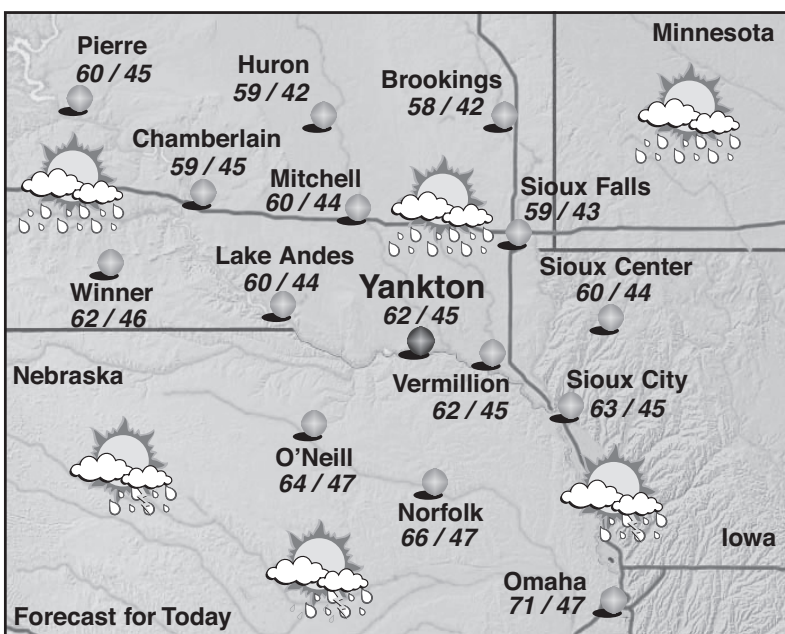 Minnesota
Pierre
60 / 45
Huron
59 / 42
Brookings
58 / 42
Chamberlain
59 / 45
Mitchell
60 / 44
Sioux Falls
59 / 43
Lake Andes
60 / 44
Yankton
62 / 45
Sioux Center
60 / 44
Winner
62 / 46
Nebraska
Vermillion
62 / 45
Sioux City
63 / 45
O'Neill
64 / 47
Norfolk
66 / 47
Iowa
Omaha
71 / 47
Forecast for Today